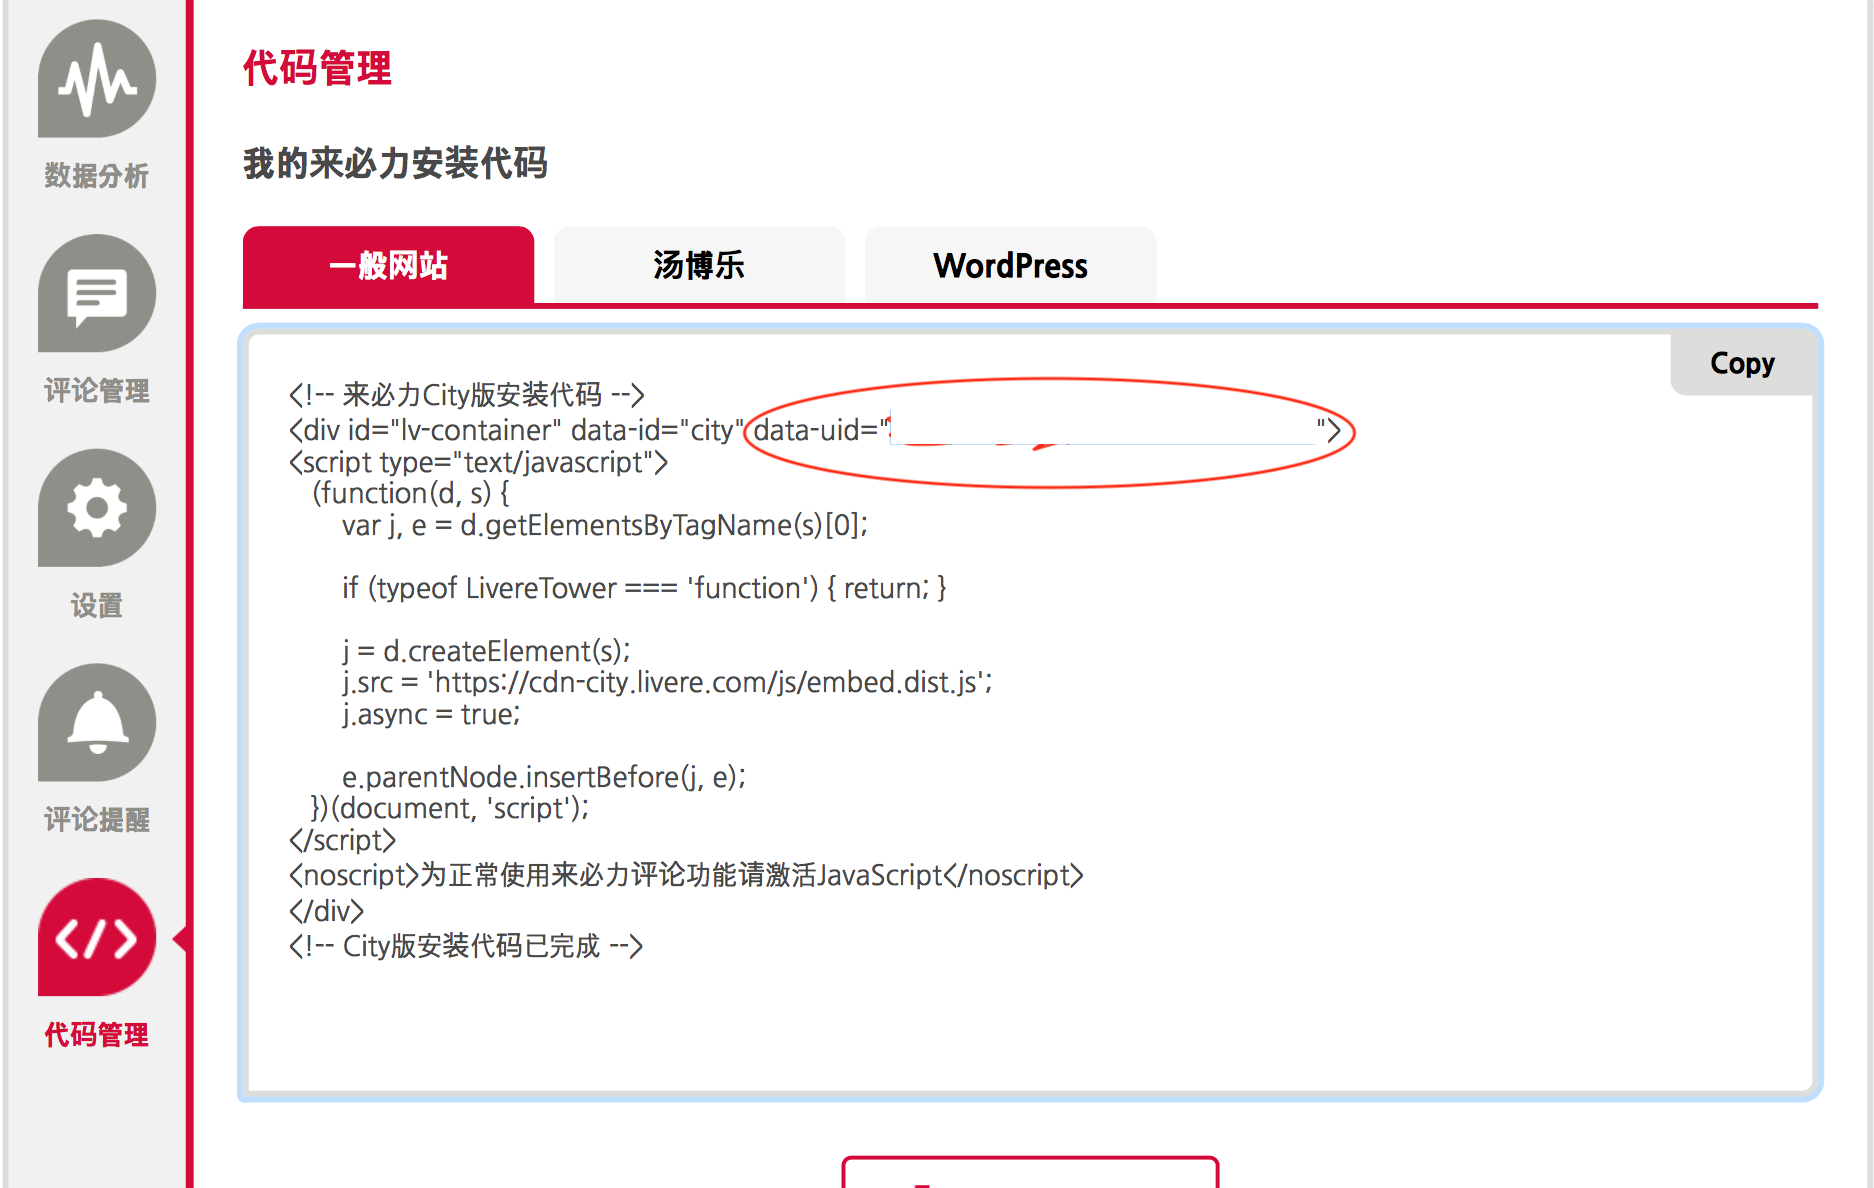 数据分析
评论管理
设置
评论提醒
代码管理
代码管理
我的来必力安装代码
一般网站
汤博乐
WordPress
Copy
<!-- 来必力City版安装代码 -->
<div id="lv-container" data-id="city" data-uid="">
<script type="text/javascript">
(function(d, s) {
var j, e = d.getElementsByTagName(s)[0];
if (typeof LivereTower === 'function') { return; }
j = d.createElement(s);
j.src = 'https://cdn-city.livere.com/js/embed.dist.js';
j.async = true;
e.parentNode.insertBefore(j, e);
})(document, 'script');
</script>
<noscript>为正常使用来必力评论功能请激活JavaScript</noscript>
</div>
<!-- City版安装代码已完成 -->